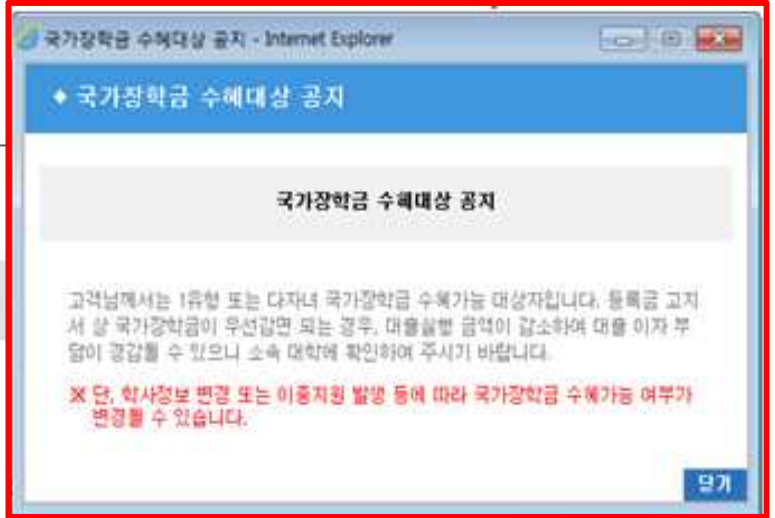 국가장학금 수혜대상 공지 - Internet Explorer
◆ 국가장학금 수혜대상 공지
국가장학금 수혜대상 공지
고객님께서는 1유형 또는 다자녀 국가장학금 수혜가능 대상자입니다. 등록금 고지
서 상 국가장학금이 우선감면 되는 경우, 대출실행 금액이 감소하여 대출 이자 부
담이 경감될 수 있으니 소속 대학에 확인하여 주시기 바랍니다.
※ 단, 학사정보 변경 또는 이중지원 발생 등에 따라 국가장학금 수혜가능 여부가
변경될 수 있습니다.
닫기